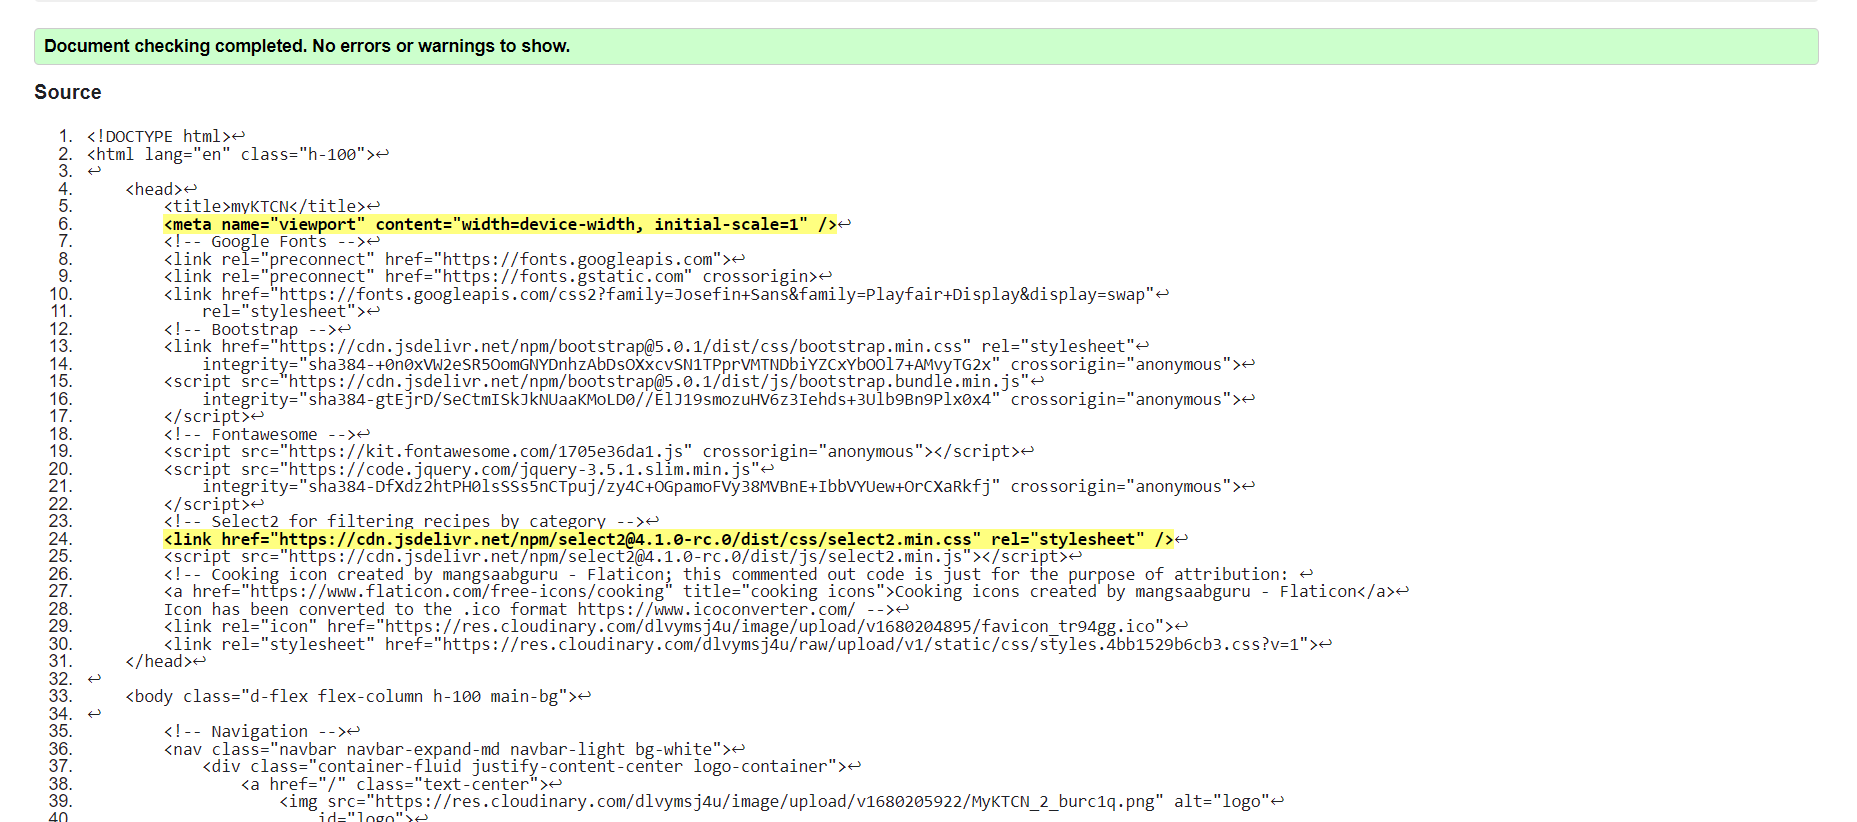 Document checking completed. No errors or warnings to show.
Source
1. <!DOCTYPE html>↩
2. <html lang="en" class="h-100">↩
3. ↩
4.     <head>↩
5.         <title>myKTCN</title>↩
6.         <meta name="viewport" content="width=device-width, initial-scale=1" />↩
7.         <!-- Google Fonts -->↩
8.         <link rel="preconnect" href="https://fonts.googleapis.com">↩
9.         <link rel="preconnect" href="https://fonts.gstatic.com" crossorigin>↩
10.         <link href="https://fonts.googleapis.com/css2?family=Josefin+Sans&family=Playfair+Display&display=swap"↩
11.             rel="stylesheet">↩
12.         <!-- Bootstrap -->↩
13.         <link href="https://cdn.jsdelivr.net/npm/bootstrap@5.0.1/dist/css/bootstrap.min.css" rel="stylesheet"↩
14.             integrity="sha384-+0n0xVW2eSR5OomGNYDnhzAbDsOXxcvSN1TPprVMTNDbiYZCxYbOOl7+AMvyTG2x" crossorigin="anonymous">↩
15.         <script src="https://cdn.jsdelivr.net/npm/bootstrap@5.0.1/dist/js/bootstrap.bundle.min.js"↩
16.             integrity="sha384-gtEjrD/SeCtmISkJkNUaaKMoLD0//ElJ19smozuHV6z3Iehds+3Ulb9Bn9Plx0x4" crossorigin="anonymous">↩
17.         </script>↩
18.         <!-- Fontawesome -->↩
19.         <script src="https://kit.fontawesome.com/1705e36da1.js" crossorigin="anonymous"></script>↩
20.         <script src="https://code.jquery.com/jquery-3.5.1.slim.min.js"↩
21.             integrity="sha384-DfXdz2htPH0lsSSs5nCTpuj/zy4C+OGpamoFVy38MVBnE+IbbVYUew+OrCXaRkfj" crossorigin="anonymous">↩
22.         </script>↩
23.         <!-- Select2 for filtering recipes by category -->↩
24.         <link href="https://cdn.jsdelivr.net/npm/select2@4.1.0-rc.0/dist/css/select2.min.css" rel="stylesheet" />↩
25.         <script src="https://cdn.jsdelivr.net/npm/select2@4.1.0-rc.0/dist/js/select2.min.js"></script>↩
26.         <!-- Cooking icon created by mangsaabguru - Flaticon; this commented out code is just for the purpose of attribution: ↩
27.         <a href="https://www.flaticon.com/free-icons/cooking" title="cooking icons">Cooking icons created by mangsaabguru - Flaticon</a>↩
28.         Icon has been converted to the .ico format https://www.icoconverter.com/ -->↩
29.         <link rel="icon" href="https://res.cloudinary.com/dlvymsj4u/image/upload/v1680204895/favicon_tr94gg.ico">↩
30.         <link rel="stylesheet" href="https://res.cloudinary.com/dlvymsj4u/raw/upload/v1/static/css/styles.4bb1529b6cb3.css?v=1">↩
31.     </head>↩
32. ↩
33.     <body class="d-flex flex-column h-100 main-bg">↩
34. ↩
35.         <!-- Navigation -->↩
36.         <nav class="navbar navbar-expand-md navbar-light bg-white">↩
37.             <div class="container-fluid justify-content-center logo-container">↩
38.                 <a href="/" class="text-center">↩
39.                     <img src="https://res.cloudinary.com/dlvymsj4u/image/upload/v1680205922/MyKTCN_2_burc1q.png" alt="logo"↩
40.                         id="logo">↩